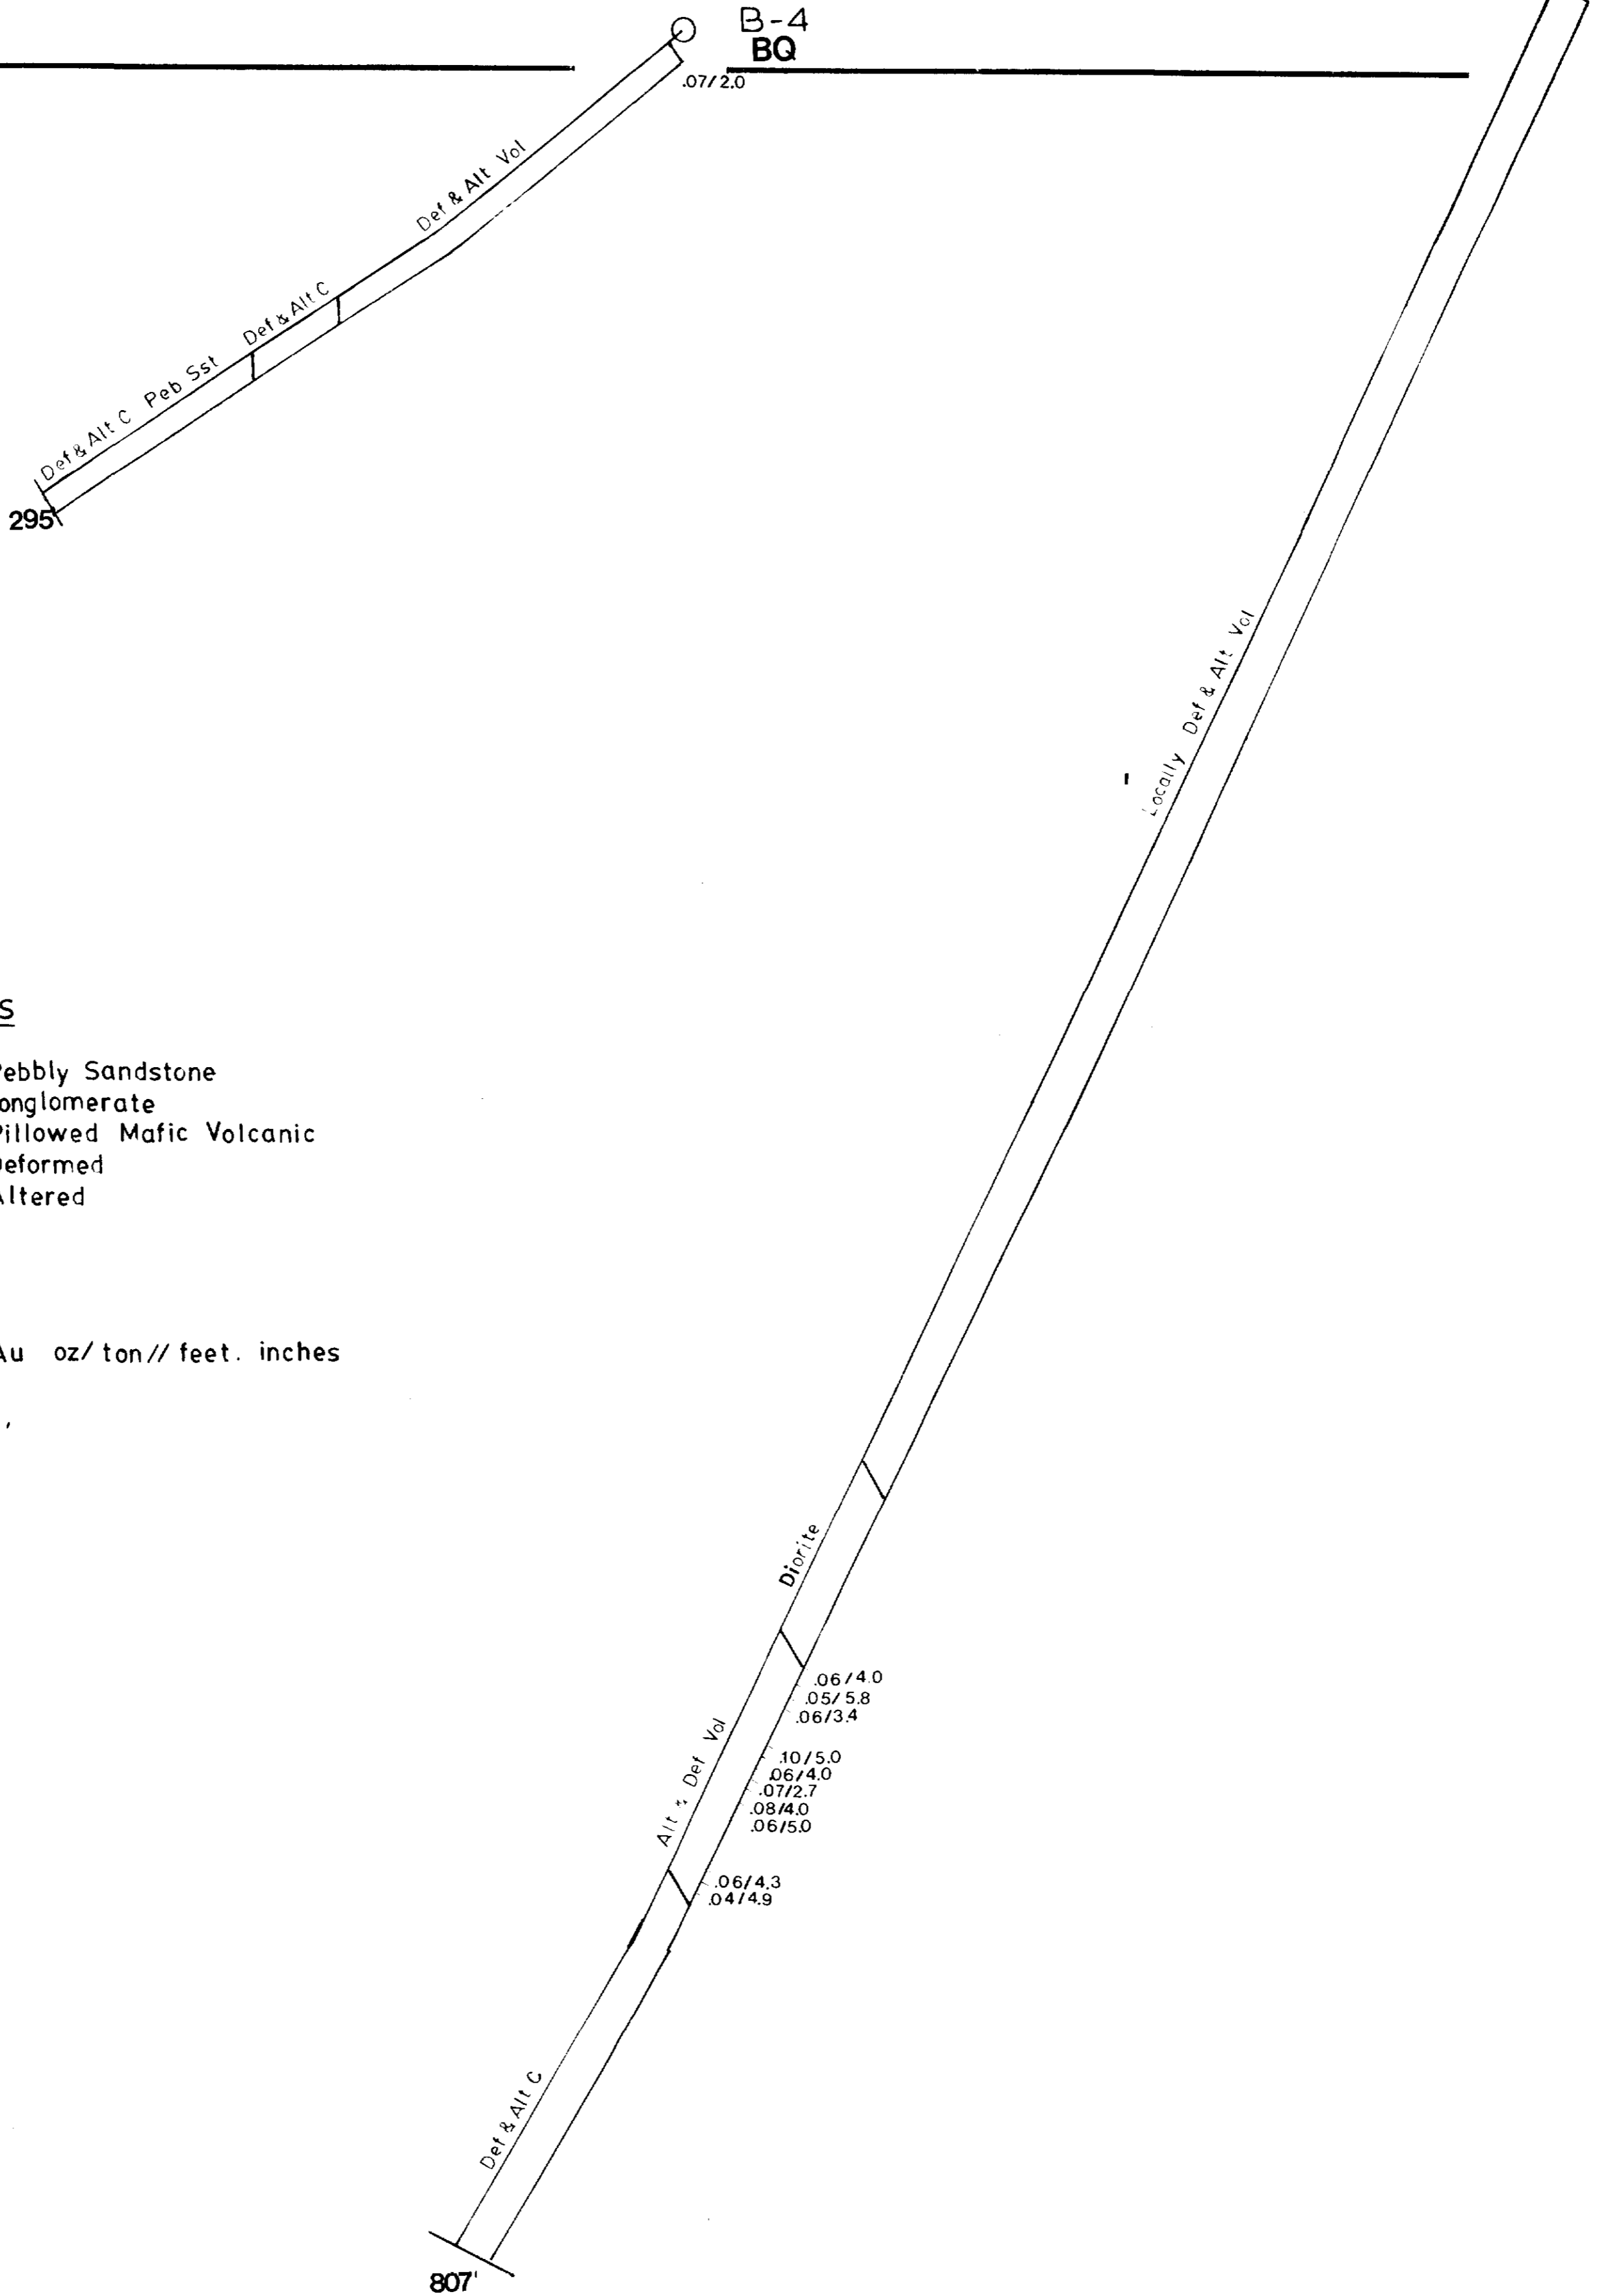 B-4
BQ
.07/2.0
Def & Alt Vol
Def & Alt C
Def & Alt C Peb Sst
295'
Locally Def & Alt Vol
S
ebbly Sandstone
onglomerate
illowed Mafic Volcanic
eformed
ltered
Au oz/ton // feet. inches
Diorite
.06/4.0
.05/5.8
.06/3.4
Alt & Def Vol
.10/5.0
.06/4.0
.07/2.7
.08/4.0
.06/5.0
.06/4.3
.04/4.9
Def & Alt C
807'